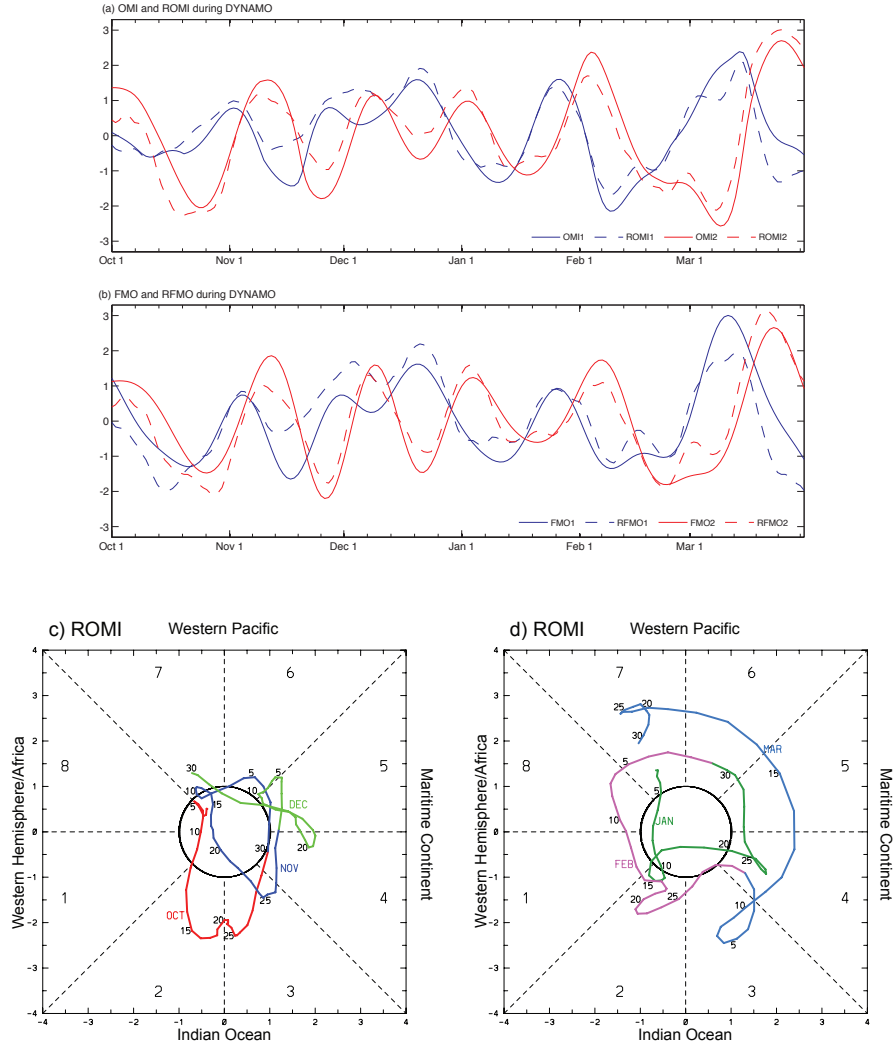 (a) OMI and ROMI during DYNAMO
3
2
1
0
-1
-2
-3
OMI1 ROMI1 OMI2 ROMI2
Oct 1 Nov 1 Dec 1 Jan 1 Feb 1 Mar 1
(b) FMO and RFMO during DYNAMO
3
2
1
0
-1
-2
-3
FMO1 RFMO1 FMO2 RFMO2
Oct 1 Nov 1 Dec 1 Jan 1 Feb 1 Mar 1
c) ROMI Western Pacific
4
3
2
1
0
-1
-2
-3
-4
-4 -3 -2 -1 0 1 2 3 4
Western Hemisphere/Africa
Maritime Continent
Indian Ocean
7 6
8 5
1 4
2 3
30 5 5
10 10
5 15 DEC
10
20 30 20
NOV
OCT 25
15 20 25
d) ROMI Western Pacific
4
3
2
1
0
-1
-2
-3
-4
-4 -3 -2 -1 0 1 2 3 4
Western Hemisphere/Africa
Maritime Continent
Indian Ocean
7 6
8 5
1 4
2 3
25 20
30 MAR
5 30 15
5
10 JAN
20
FEB 10 25
15
20 25 10
5